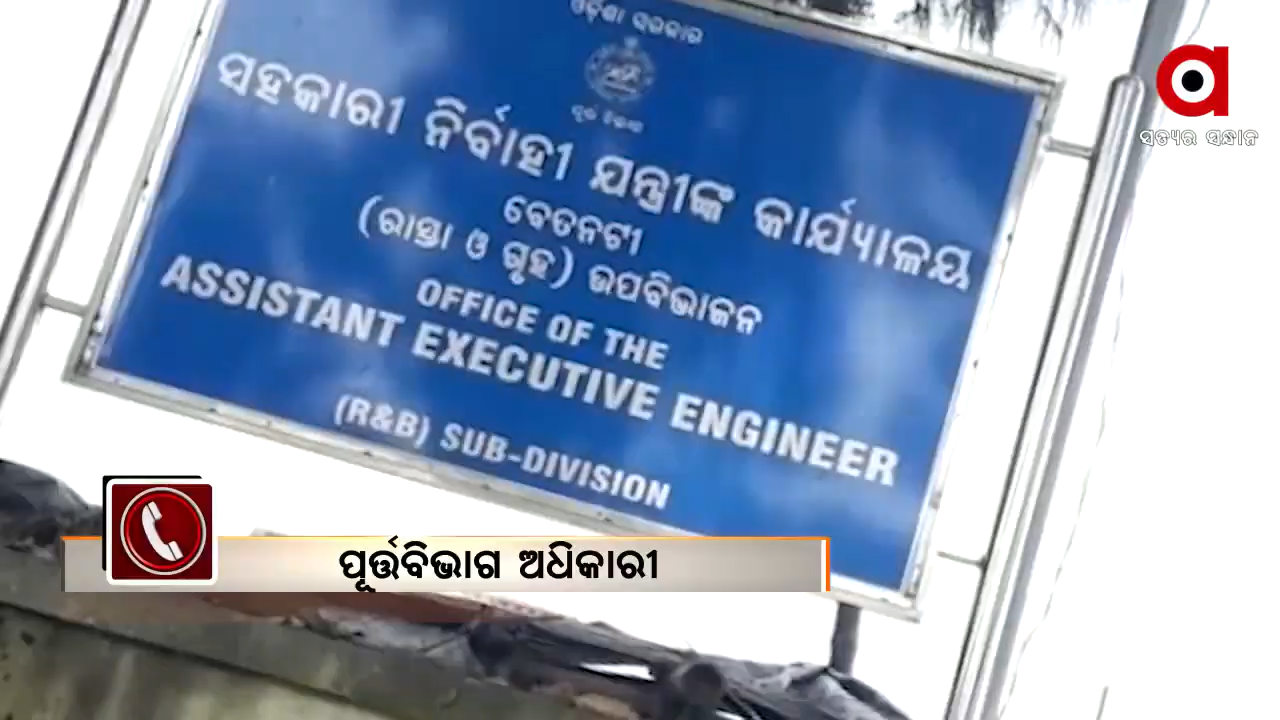 ଓଡ଼ିଶା ସରକାର
ପୂର୍ତ୍ତ ବିଭାଗ
ସହକାରୀ ନିର୍ବାହୀ ଯନ୍ତ୍ରୀଙ୍କ କାର୍ଯ୍ୟାଳୟ
ବେତନଟୀ
(ରାସ୍ତା ଓ ଗୃହ) ଉପବିଭାଜନ
OFFICE OF THE
ASSISTANT EXECUTIVE ENGINEER
(R&B) SUB-DIVISION
ସତ୍ୟର ସନ୍ଧାନ
ପୂର୍ତ୍ତବିଭାଗ ଅଧିକାରୀ